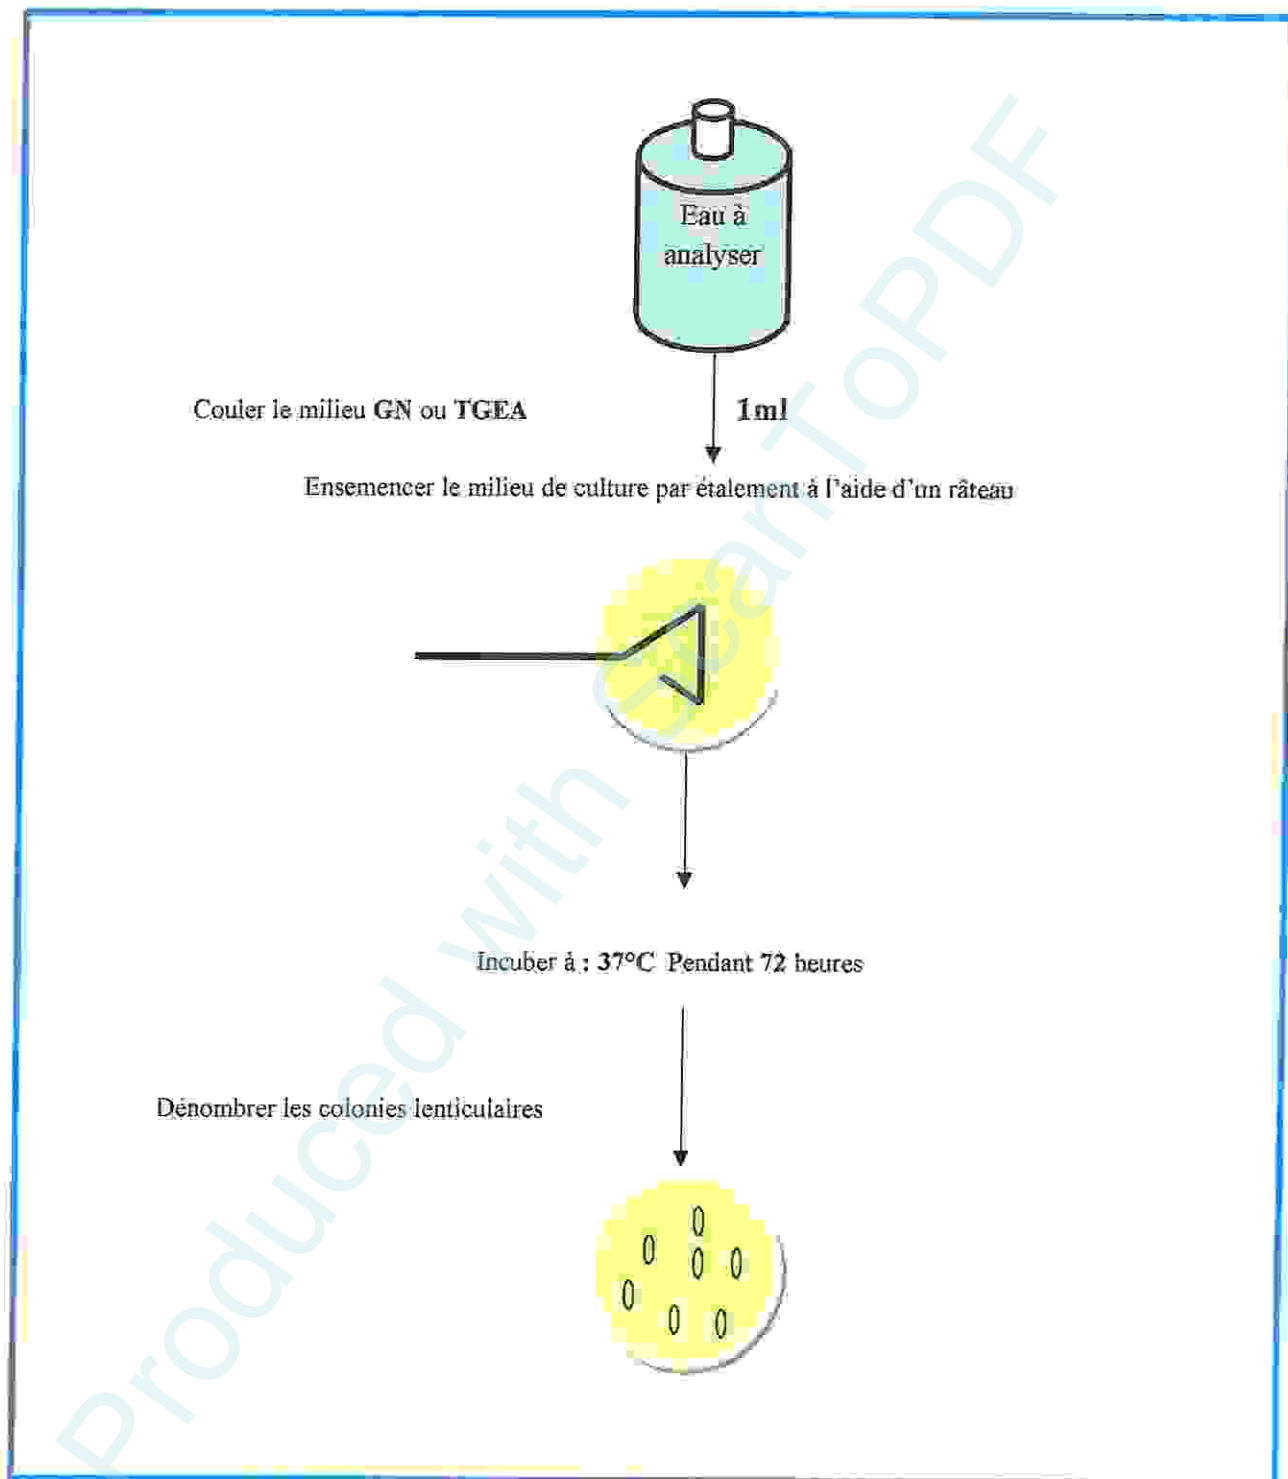 Eau à
analyser
Couler le milieu GN ou TGEA
1ml
Ensemencer le milieu de culture par étalement à l'aide d'un râteau
Incuber à : 37°C Pendant 72 heures
Dénombrer les colonies lenticulaires
Produced with ScanToPDF